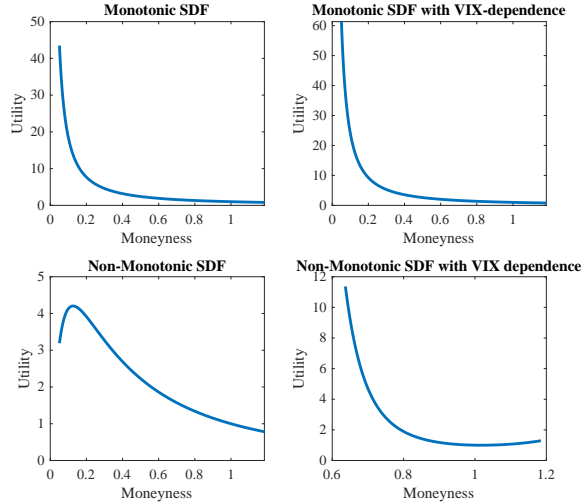 Monotonic SDF
50
40
30
20
10
0
Utility
0 0.2 0.4 0.6 0.8 1
Moneyness
Monotonic SDF with VIX-dependence
60
50
40
30
20
10
0
Utility
0 0.2 0.4 0.6 0.8 1
Moneyness
Non-Monotonic SDF
5
4
3
2
1
0
Utility
0 0.2 0.4 0.6 0.8 1
Moneyness
Non-Monotonic SDF with VIX dependence
12
10
8
6
4
2
0
Utility
0.6 0.8 1 1.2
Moneyness